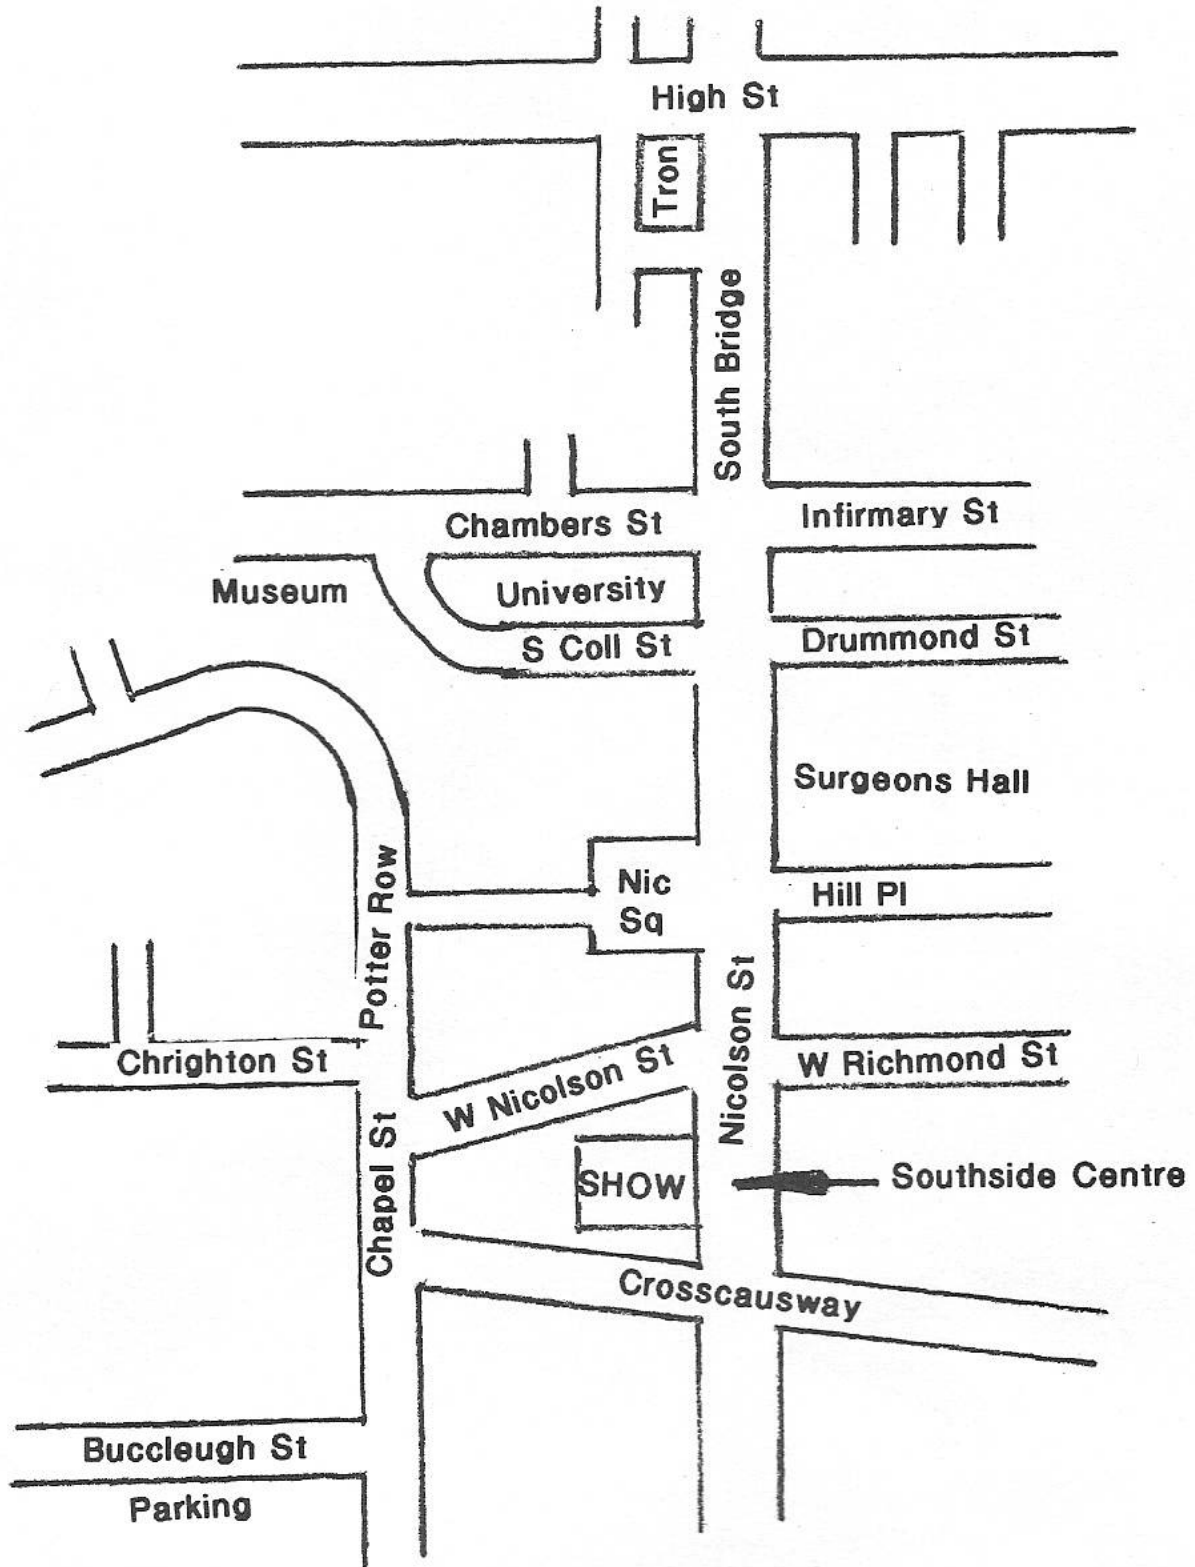 High St
Tron
South Bridge
Chambers St
Infirmary St
Museum
University
S Coll St
Drummond St
Surgeons Hall
Potter Row
Nic
Sq
Hill Pl
Nicolson St
Chrighton St
W Nicolson St
W Richmond St
Chapel St
SHOW
Southside Centre
Crosscausway
Buccleugh St
Parking